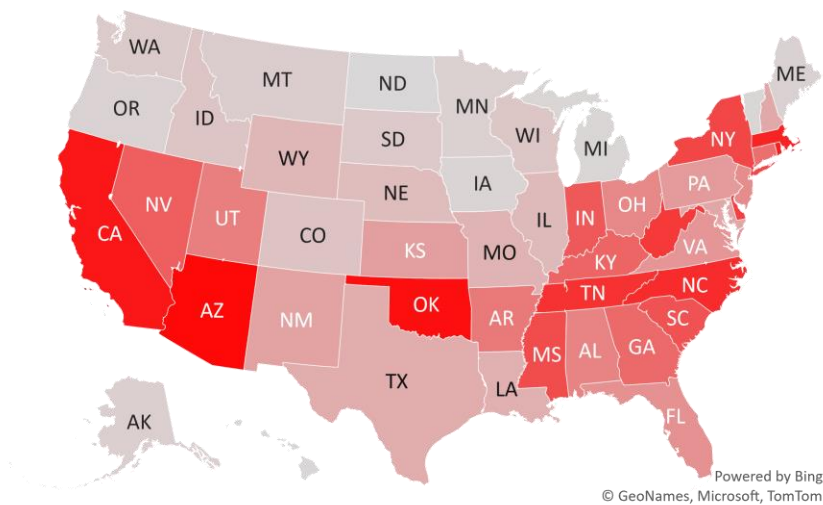 WA
MT
ND
MN
ME
OR
ID
SD
WI
MI
NY
WY
IA
PA
NV
UT
NE
IL
IN
OH
CA
CO
KS
MO
KY
VA
AZ
NM
OK
AR
TN
NC
SC
MS
AL
GA
TX
LA
FL
AK
Powered by Bing
© GeoNames, Microsoft, TomTom